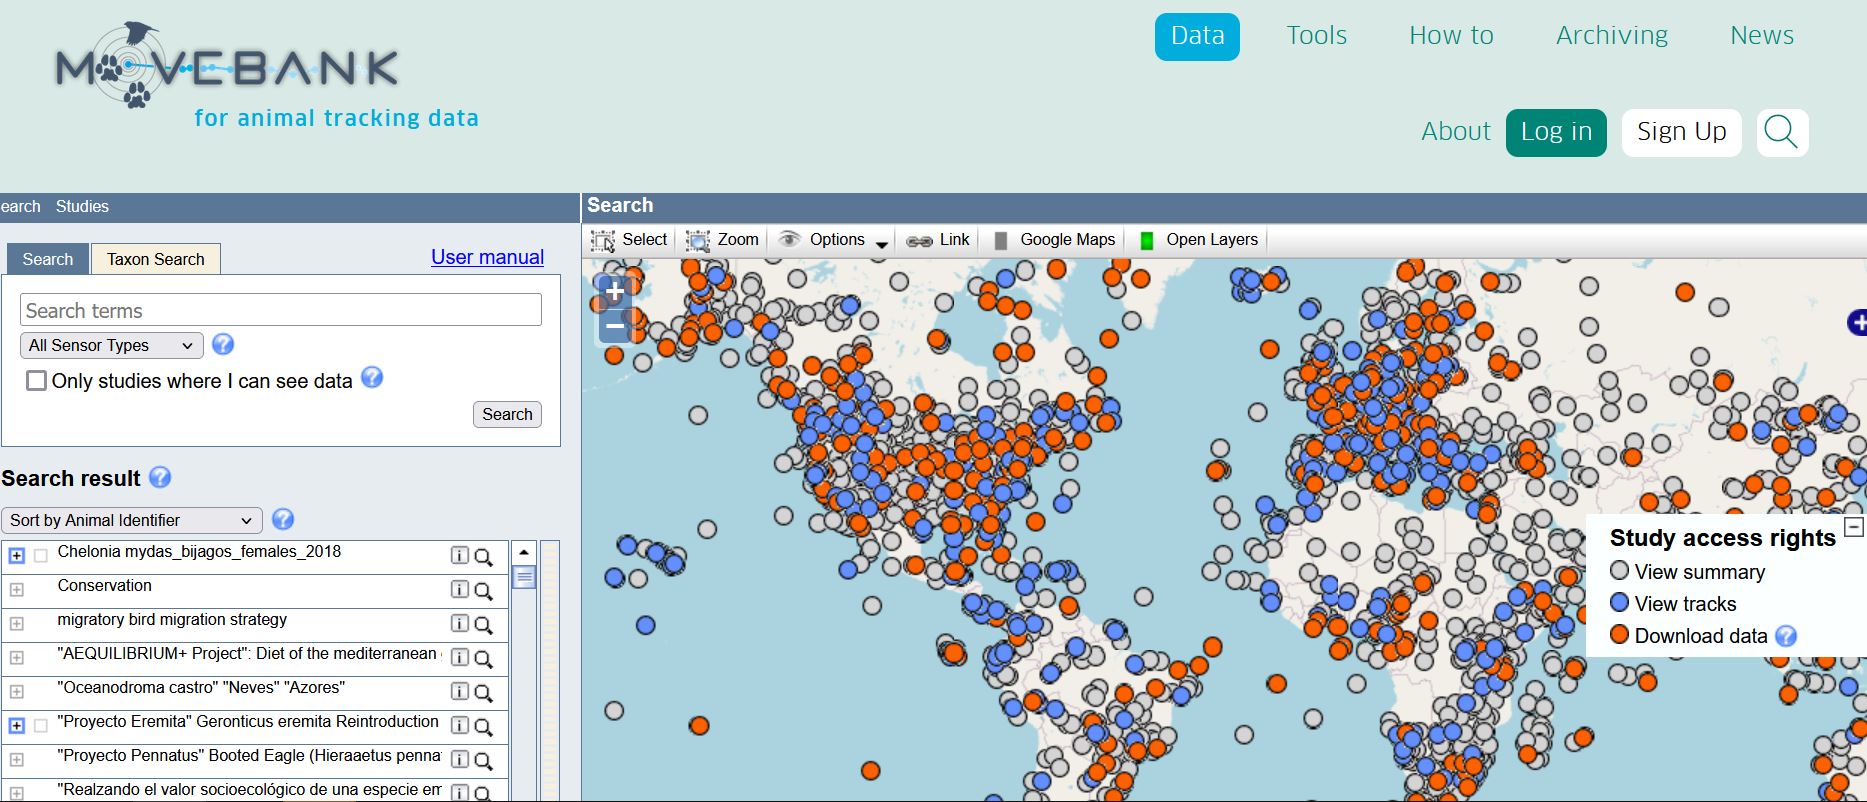 MOVEBANK
for animal tracking data
Data
Tools
How to
Archiving
News
About
Log in
Sign Up
earch Studies
Search
Taxon Search
User manual
Search terms
All Sensor Types
Only studies where I can see data
Search
Search result
Sort by Animal Identifier
Chelonia mydas_bijagos_females_2018
Conservation
migratory bird migration strategy
"AEQUILIBRIUM+ Project": Diet of the mediterranean
"Oceanodroma castro" "Neves" "Azores"
"Proyecto Eremita" Geronticus eremita Reintroduction
"Proyecto Pennatus" Booted Eagle (Hieraaetus penna
"Realzando el valor socioecológico de una especie em
Search
Select
Zoom
Options
Link
Google Maps
Open Layers
+
−
Study access rights
View summary
View tracks
Download data